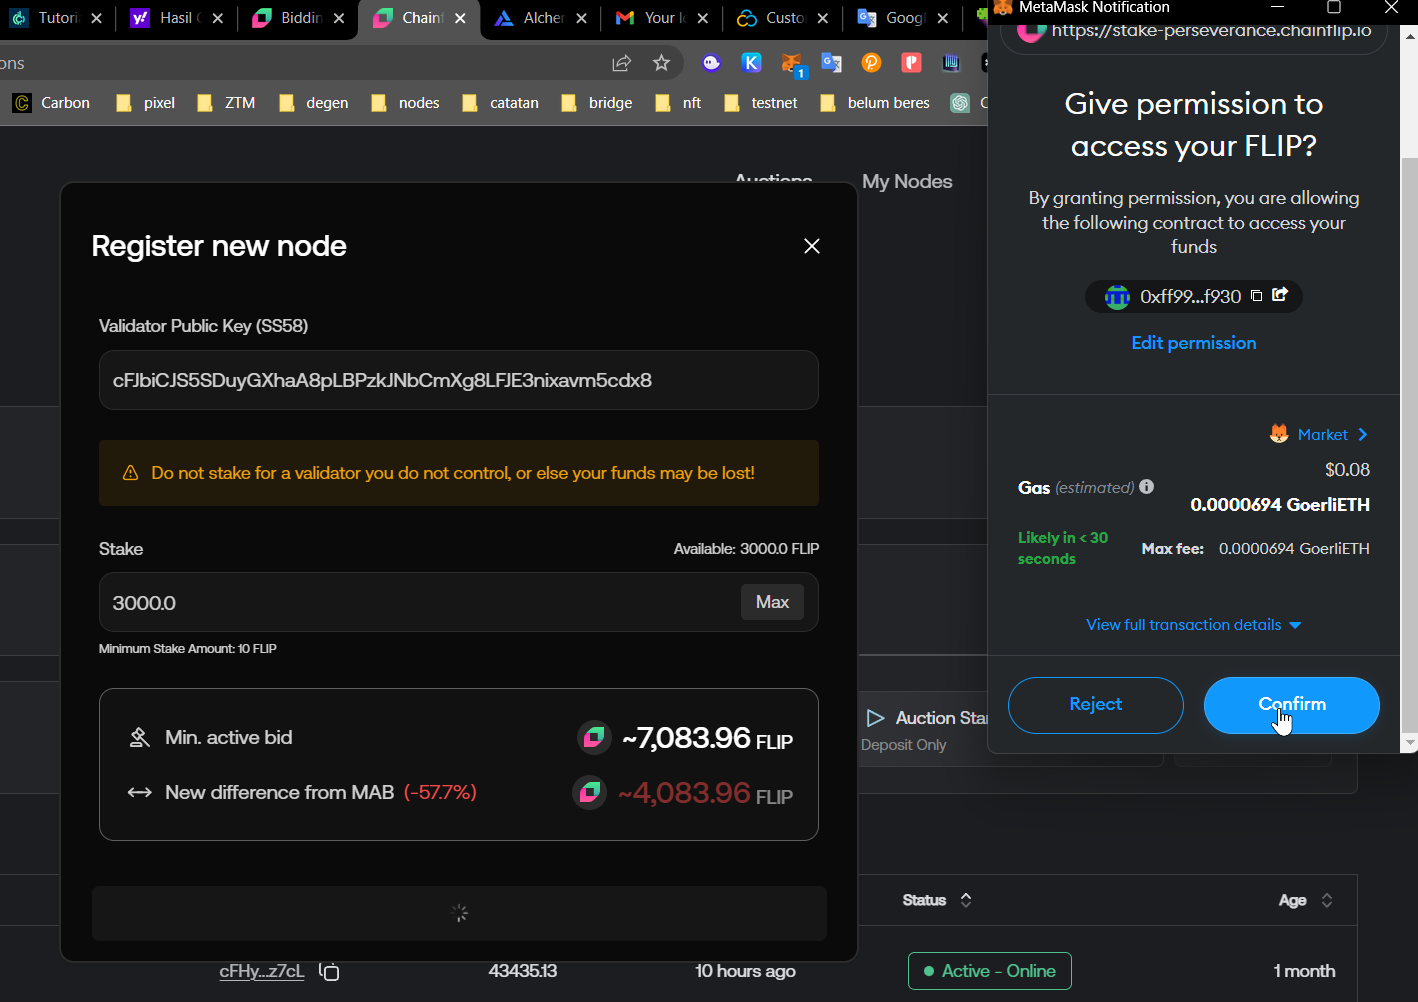 Tutori
Hasil
Biddin
Chainf
Alcher
Your
Custo
Googl
ons
1
Carbon
pixel
ZTM
degen
nodes
catatan
bridge
nft
testnet
belum beres
Auctions
My Nodes
Register new node
Validator Public Key (SS58)
cFJbiCJS5SDuyGXhaA8pLBPzkJNbCmXg8LFJE3nixavm5cdx8
Do not stake for a validator you do not control, or else your funds may be lost!
Stake
Available: 3000.0 FLIP
3000.0
Max
Minimum Stake Amount: 10 FLIP
Min. active bid
~7,083.96 FLIP
New difference from MAB (-57.7%)
~4,083.96 FLIP
Auction Sta
Deposit Only
Status
Age
cFHy...z7cL
43435.13
10 hours ago
Active - Online
1 month
MetaMask Notification
https://stake-perseverance.chainflip.io
Give permission to
access your FLIP?
By granting permission, you are allowing
the following contract to access your
funds
0xff99...f930
Edit permission
Market
$0.08
Gas (estimated)
0.0000694 GoerliETH
Likely in < 30
seconds
Max fee: 0.0000694 GoerliETH
View full transaction details
Reject
Confirm